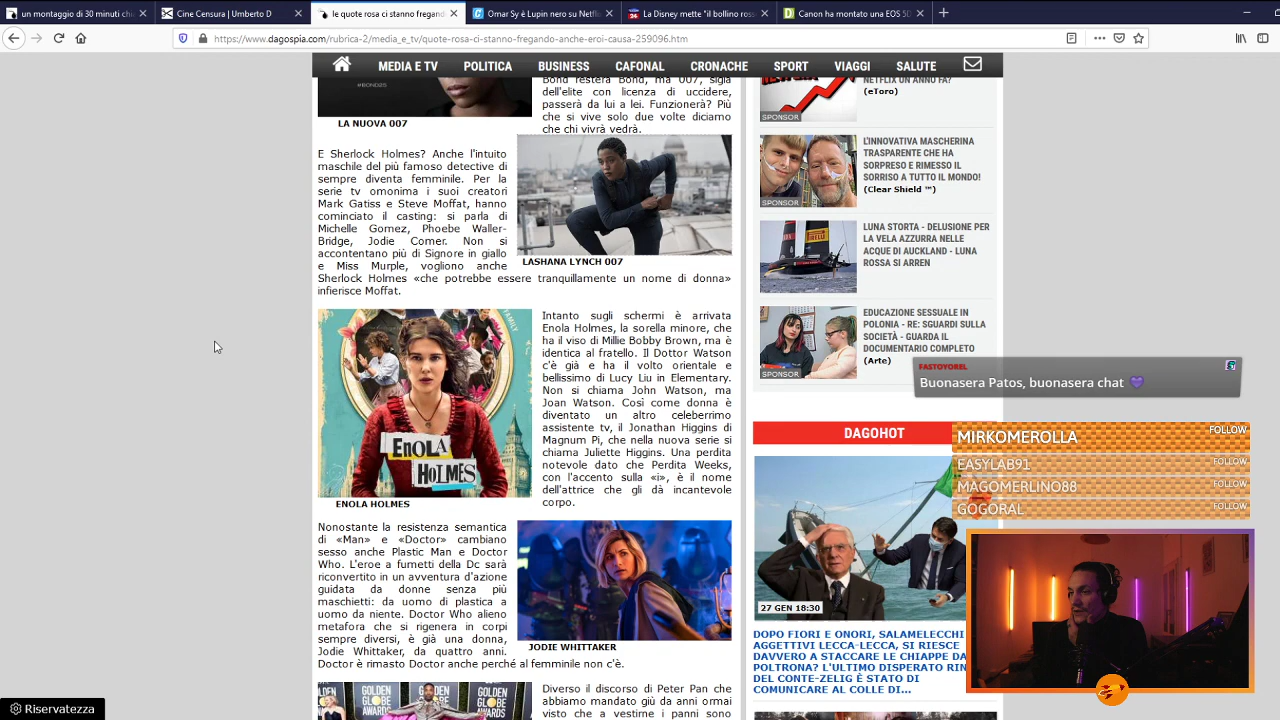 un montaggio di 30 minuti chi
Cine Censura | Umberto D
le quote rosa ci stanno fregand
Omar Sy è Lupin nero su Netfli
La Disney mette "il bollino ross
Canon ha montato una EOS 5D
https://www.dagospia.com/rubrica-2/media_e_tv/quote-rosa-ci-stanno-fregando-anche-eroi-causa-259096.htm
MEDIA E TV
POLITICA
BUSINESS
CAFONAL
CRONACHE
SPORT
VIAGGI
SALUTE
#BOND25
LA NUOVA 007
Bond resterà Bond, ma 007, sigla
dell'elite con licenza di uccidere,
passerà da lui a lei. Funzionerà? Più
che si vive solo due volte diciamo
che chi vivrà vedrà.
E Sherlock Holmes? Anche l'intuito
maschile del più famoso detective di
sempre diventa femminile. Per la
serie tv omonima i suoi creatori
Mark Gatiss e Steve Moffat, hanno
cominciato il casting: si parla di
Michelle Gomez, Phoebe Waller-
Bridge, Jodie Comer. Non si
accontentano più di Signore in giallo
e Miss Murple, vogliono anche
Sherlock Holmes «che potrebbe essere tranquillamente un nome di donna»
inferisce Moffat.
LASHANA LYNCH 007
FAMILY
ENOLA
HOLMES
ENOLA HOLMES
Intanto sugli schermi è arrivata
Enola Holmes, la sorella minore, che
ha il viso di Millie Bobby Brown, ma è
identica al fratello. Il Dottor Watson
c'è già e ha il volto orientale e
bellissimo di Lucy Liu in Elementary.
Non si chiama John Watson, ma
Joan Watson. Così come donna è
diventato un altro celeberrimo
assistente tv, il Jonathan Higgins di
Magnum Pi, che nella nuova serie si
chiama Juliette Higgins. Una perdita
notevole dato che Perdita Weeks,
con l'accento sulla «i», è il nome
dell'attrice che gli dà incantevole
corpo.
Nonostante la resistenza semantica
di «Man» e «Doctor» cambiano
sesso anche Plastic Man e Doctor
Who. L'eroe a fumetti della Dc sarà
riconvertito in un avventura d'azione
guidata da donne senza più
maschietti: da uomo di plastica a
uomo da niente. Doctor Who alieno
metafora che si rigenera in corpi
sempre diversi, è già una donna,
Jodie Whittaker, da quattro anni.
Doctor è rimasto Doctor anche perché al femminile non c'è.
JODIE WHITTAKER
GOLDEN GLOBE AWARDS
GOLDEN GLOBE AWARDS
Diverso il discorso di Peter Pan che
abbiamo mandato giù da anni ormai
visto che a vestirne i panni sono
NETFLIX UN ANNO FA?
(eToro)
SPONSOR
L'INNOVATIVA MASCHERINA
TRASPARENTE CHE HA
SORPRESO E RIMESSO IL
SORRISO A TUTTO IL MONDO!
(Clear Shield ™)
SPONSOR
LUNA STORTA - DELUSIONE PER
LA VELA AZZURRA NELLE
ACQUE DI AUCKLAND - LUNA
ROSSA SI ARREN
EDUCAZIONE SESSUALE IN
POLONIA - RE: SGUARDI SULLA
SOCIETÀ - GUARDA IL
DOCUMENTARIO COMPLETO
(Arte)
SPONSOR
DAGOHOT
27 GEN 18:30
DOPO FIORI E ONORI, SALAMELECCHI
AGGETTIVI LECCA-LECCA, SI RIESCE
DAVVERO A STACCARE LE CHIAPPE DA
POLTRONA? L'ULTIMO DISPERATO RIN
DEL CONTE-ZELIG È STATO DI
COMUNICARE AL COLLE DI...
FASTOYOREL
Buonasera Patos, buonasera chat 💜
MIRKOMEROLLA FOLLOW
EASYLAB91 FOLLOW
MAGOMERLINO88 FOLLOW
GOGORAL FOLLOW
Riservatezza